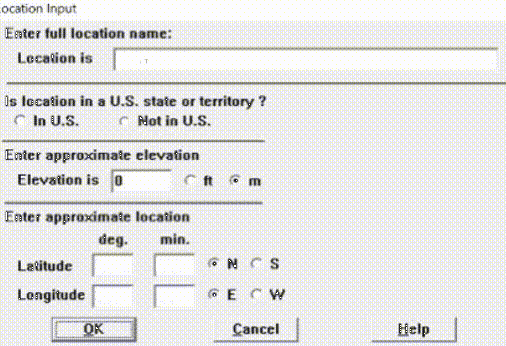 Location Input
Enter full location name:
Location is
Is location in a U.S. state or territory ?
In U.S. Not in U.S.
Enter approximate elevation
Elevation is 0 ft m
Enter approximate location
deg. min.
Latitude N S
Longitude E W
OK Cancel Help